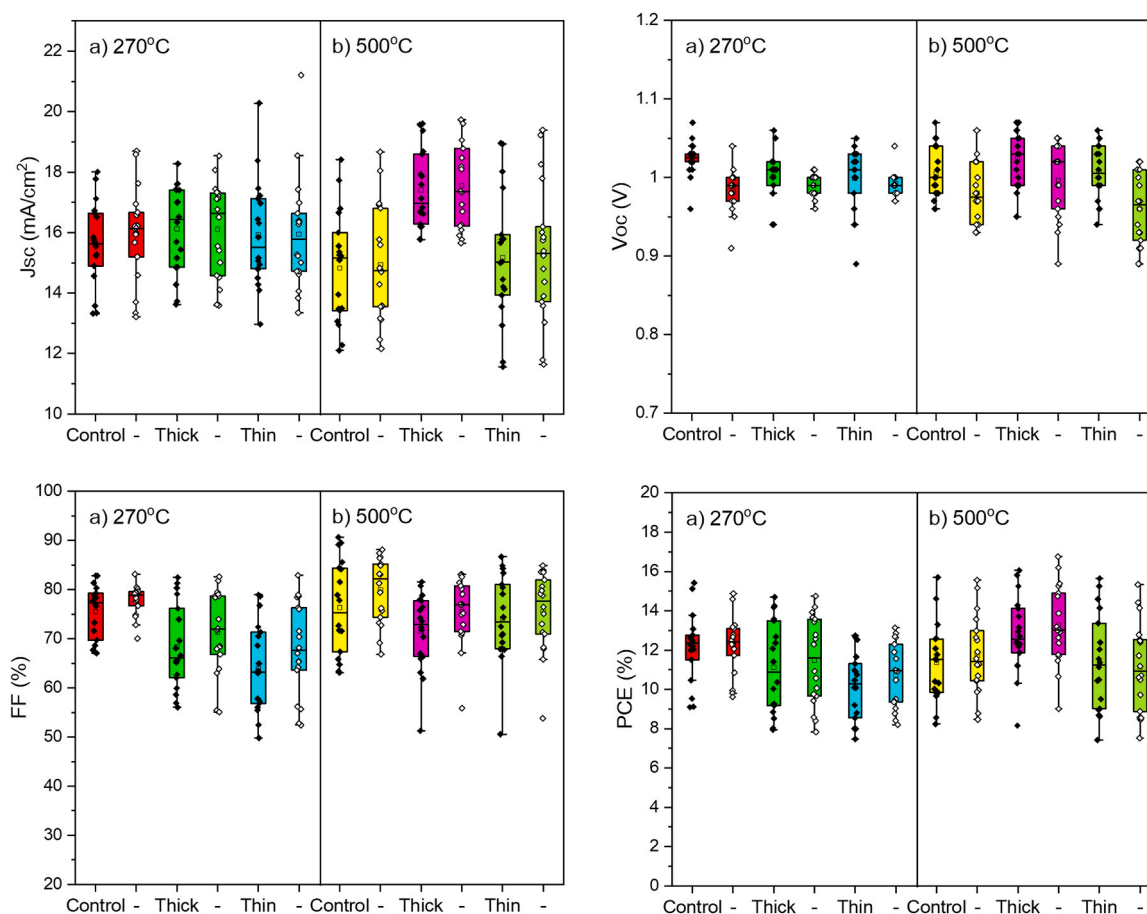 Jsc (mA/cm2)
22
20
18
16
14
12
10
a) 270°C
b) 500°C
Control - Thick - Thin - Control - Thick - Thin -
Voc (V)
1.2
1.1
1
0.9
0.8
0.7
a) 270°C
b) 500°C
Control - Thick - Thin - Control - Thick - Thin -
FF (%)
100
90
80
70
60
50
40
30
20
a) 270°C
b) 500°C
Control - Thick - Thin - Control - Thick - Thin -
PCE (%)
20
18
16
14
12
10
8
6
4
2
0
a) 270°C
b) 500°C
Control - Thick - Thin - Control - Thick - Thin -